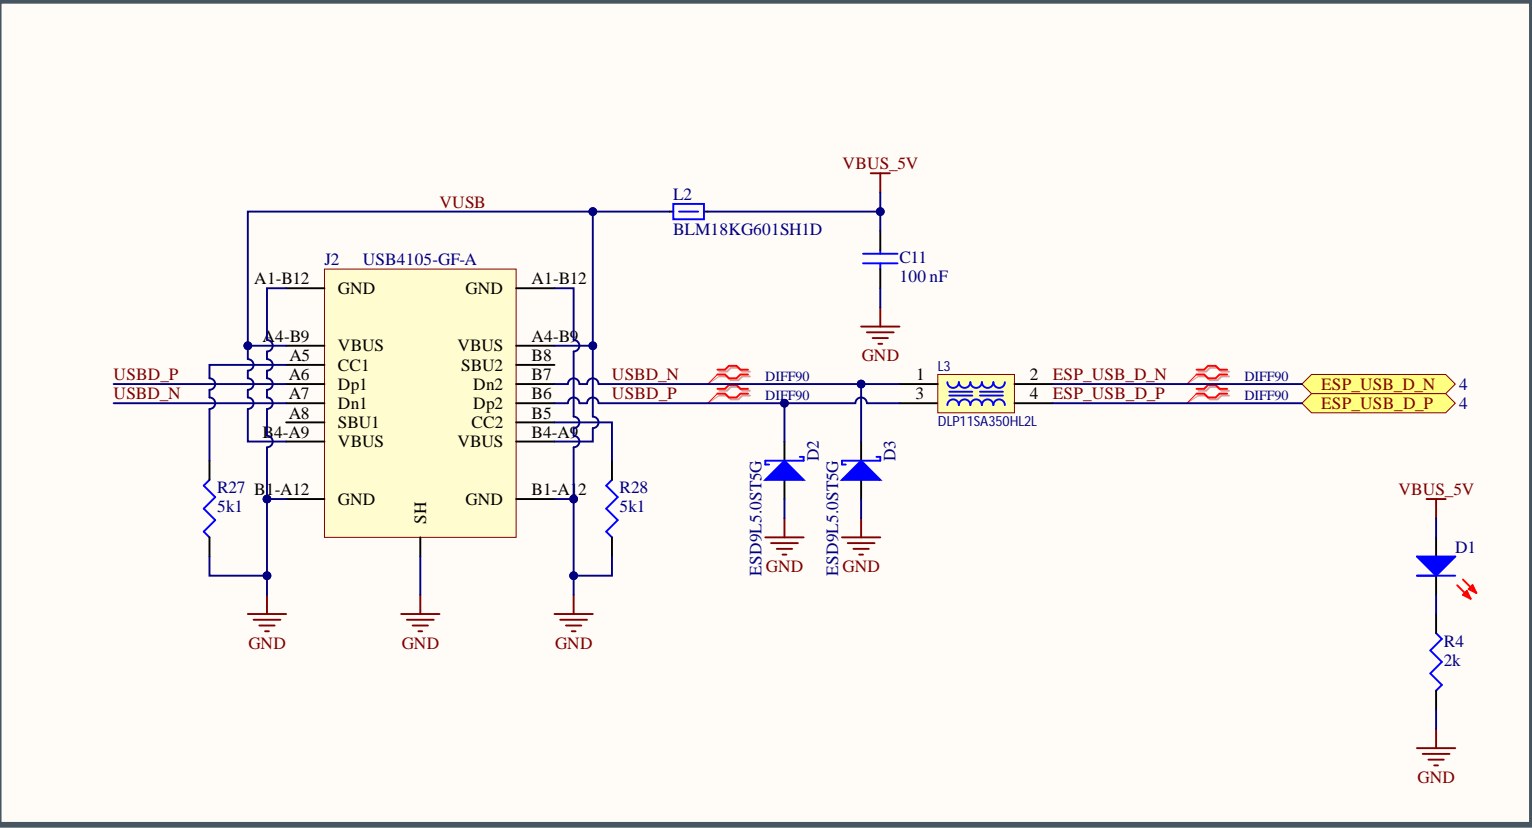 VBUS_5V
VUSB
L2
BLM18KG601SH1D
C11
100 nF
GND
J2 USB4105-GF-A
A1-B12 GND GND A1-B12
A4-B9 VBUS VBUS A4-B9
A5 CC1 SBU2 B8
USBD_P A6 Dp1 Dn2 B7 USBD_N DIFF90
USBD_N A7 Dn1 Dp2 B6 USBD_P DIFF90
A8 SBU1 CC2 B5
B4-A9 VBUS VBUS B4-A9
B1-A12 GND GND B1-A12
SH
R27
5k1
R28
5k1
GND
GND
GND
L3
1 2 ESP_USB_D_N DIFF90 ESP_USB_D_N 4
3 4 ESP_USB_D_P DIFF90 ESP_USB_D_P 4
DLP11SA350HL2L
D2
ESD9L5.0ST5G
GND
D3
ESD9L5.0ST5G
GND
VBUS_5V
D1
R4
2k
GND